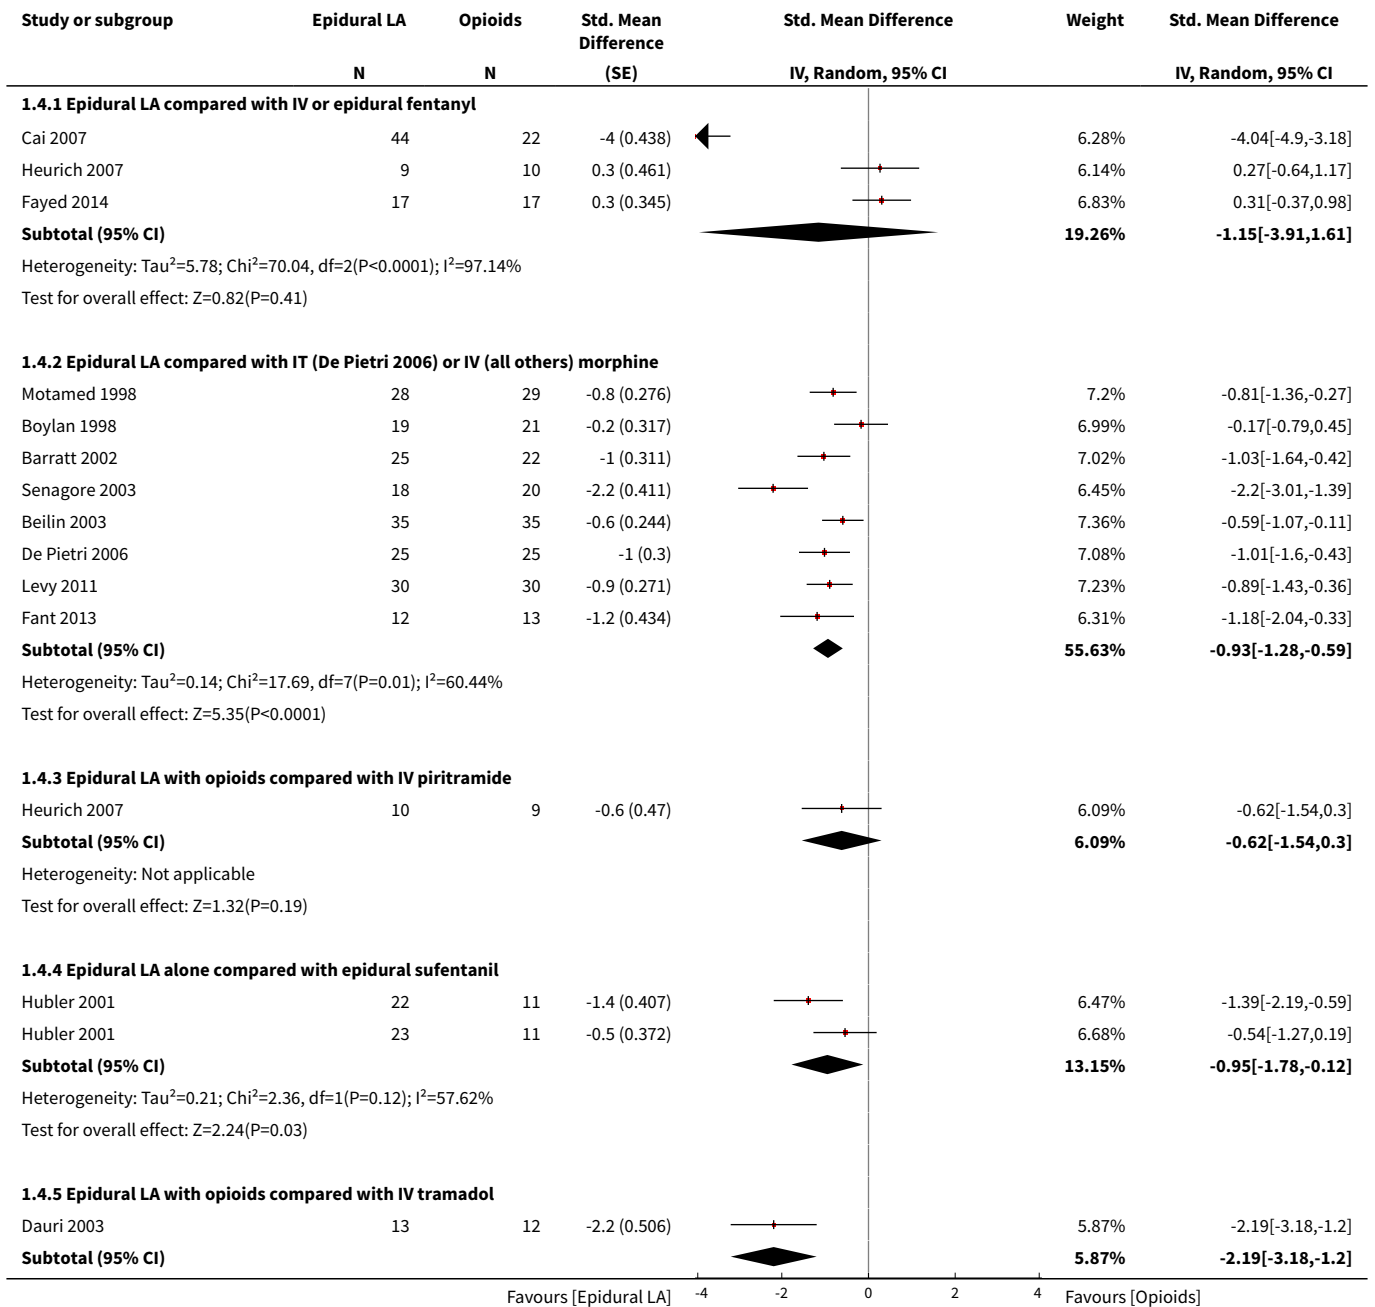 Study or subgroup Epidural LA Opioids Std. Mean Difference Std. Mean Difference Weight Std. Mean Difference
N N (SE) IV, Random, 95% CI IV, Random, 95% CI
1.4.1 Epidural LA compared with IV or epidural fentanyl
Cai 2007 44 22 -4 (0.438) 6.28% -4.04[-4.9,-3.18]
Heurich 2007 9 10 0.3 (0.461) 6.14% 0.27[-0.64,1.17]
Fayed 2014 17 17 0.3 (0.345) 6.83% 0.31[-0.37,0.98]
Subtotal (95% CI) 19.26% -1.15[-3.91,1.61]
Heterogeneity: Tau²=5.78; Chi²=70.04, df=2(P<0.0001); I²=97.14%
Test for overall effect: Z=0.82(P=0.41)
1.4.2 Epidural LA compared with IT (De Pietri 2006) or IV (all others) morphine
Motamed 1998 28 29 -0.8 (0.276) 7.2% -0.81[-1.36,-0.27]
Boylan 1998 19 21 -0.2 (0.317) 6.99% -0.17[-0.79,0.45]
Barratt 2002 25 22 -1 (0.311) 7.02% -1.03[-1.64,-0.42]
Senagore 2003 18 20 -2.2 (0.411) 6.45% -2.2[-3.01,-1.39]
Beilin 2003 35 35 -0.6 (0.244) 7.36% -0.59[-1.07,-0.11]
De Pietri 2006 25 25 -1 (0.3) 7.08% -1.01[-1.6,-0.43]
Levy 2011 30 30 -0.9 (0.271) 7.23% -0.89[-1.43,-0.36]
Fant 2013 12 13 -1.2 (0.434) 6.31% -1.18[-2.04,-0.33]
Subtotal (95% CI) 55.63% -0.93[-1.28,-0.59]
Heterogeneity: Tau²=0.14; Chi²=17.69, df=7(P=0.01); I²=60.44%
Test for overall effect: Z=5.35(P<0.0001)
1.4.3 Epidural LA with opioids compared with IV piritramide
Heurich 2007 10 9 -0.6 (0.47) 6.09% -0.62[-1.54,0.3]
Subtotal (95% CI) 6.09% -0.62[-1.54,0.3]
Heterogeneity: Not applicable
Test for overall effect: Z=1.32(P=0.19)
1.4.4 Epidural LA alone compared with epidural sufentanil
Hubler 2001 22 11 -1.4 (0.407) 6.47% -1.39[-2.19,-0.59]
Hubler 2001 23 11 -0.5 (0.372) 6.68% -0.54[-1.27,0.19]
Subtotal (95% CI) 13.15% -0.95[-1.78,-0.12]
Heterogeneity: Tau²=0.21; Chi²=2.36, df=1(P=0.12); I²=57.62%
Test for overall effect: Z=2.24(P=0.03)
1.4.5 Epidural LA with opioids compared with IV tramadol
Dauri 2003 13 12 -2.2 (0.506) 5.87% -2.19[-3.18,-1.2]
Subtotal (95% CI) 5.87% -2.19[-3.18,-1.2]
Favours [Epidural LA] -4 -2 0 2 4 Favours [Opioids]